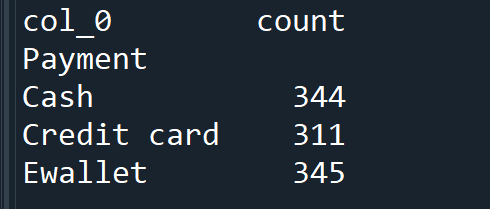 col_0 count
Payment
Cash 344
Credit card 311
Ewallet 345